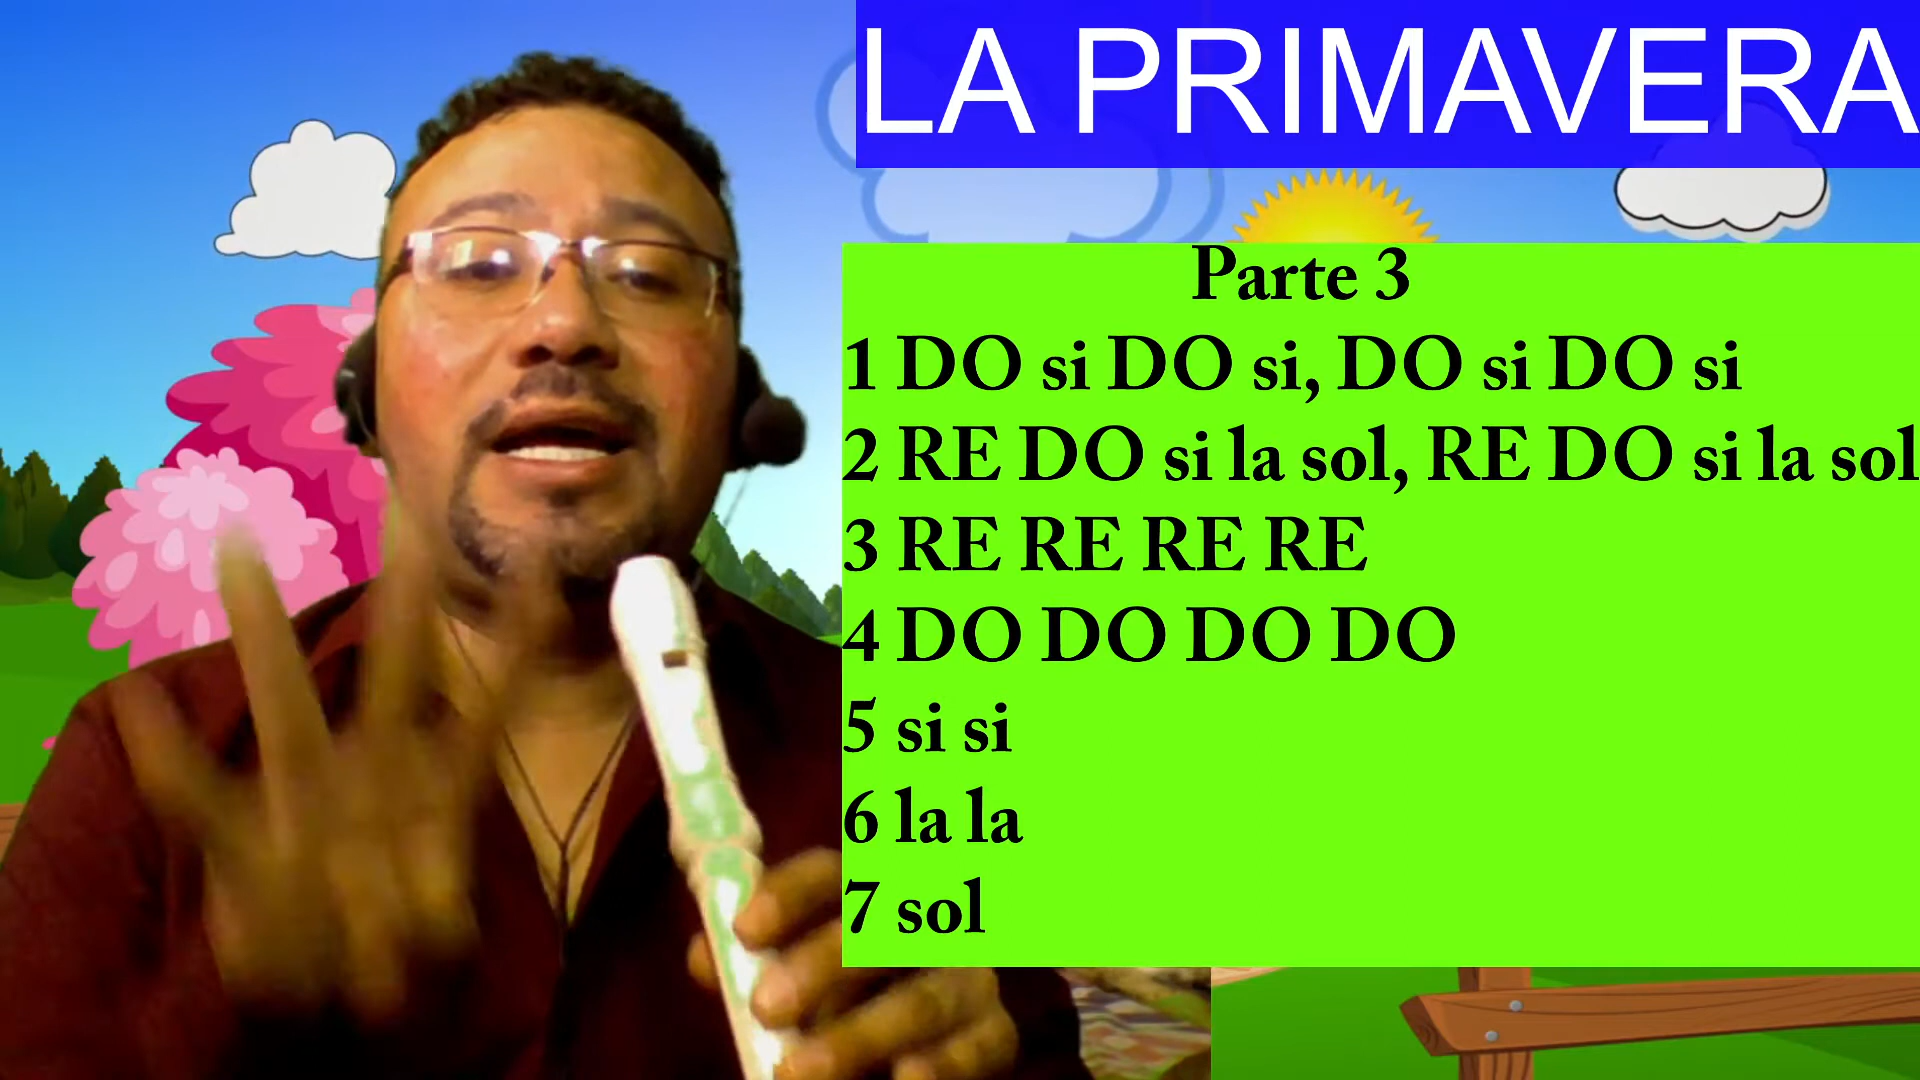 LA PRIMAVERA
Parte 3
1 DO si DO si, DO si DO si
2 RE DO si la sol, RE DO si la sol
3 RE RE RE RE
4 DO DO DO DO
5 si si
6 la la
7 sol